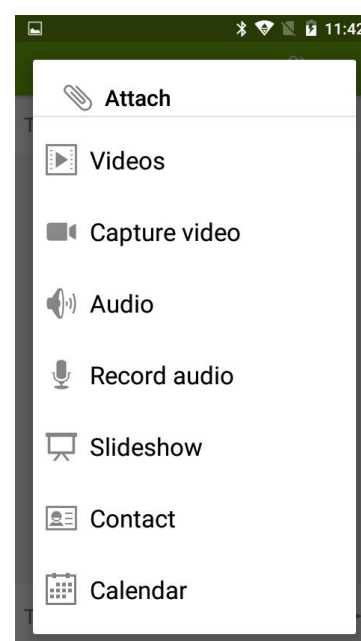 11:42
Attach
Videos
Capture video
Audio
Record audio
Slideshow
Contact
Calendar